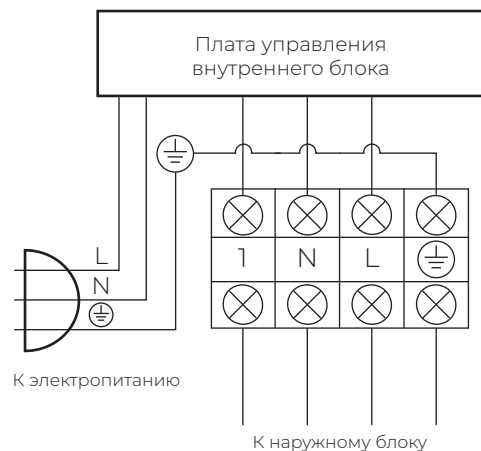 Плата управления
внутреннего блока
L
N
1 N L
К электропитанию
К наружному блоку